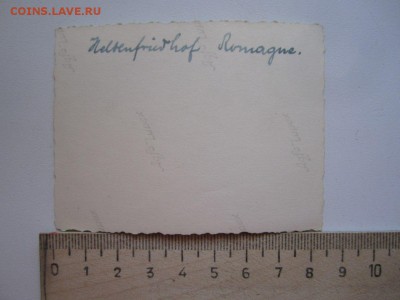 COINS.LAVE.RU
Heldenfriedhof Romagne.
0 1 2 3 4 5 6 7 8 9 10